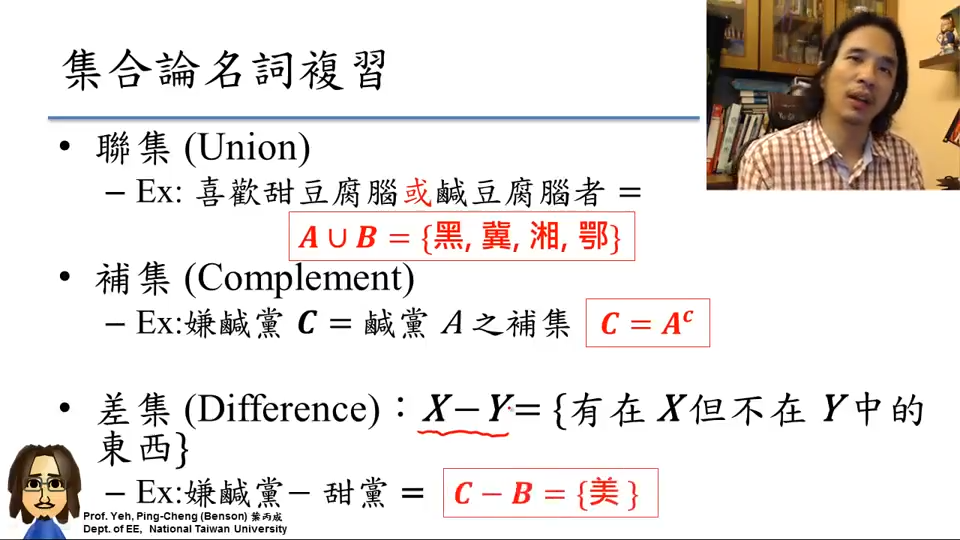 集合論名詞複習
• 聯集 (Union)
– Ex: 喜歡甜豆腐腦或鹹豆腐腦者 =
A ∪ B = {黑, 冀, 湘, 鄂}
• 補集 (Complement)
– Ex:嫌鹹黨 C = 鹹黨 A 之補集
C = Aᶜ
• 差集 (Difference)：X − Y = {有在 X但不在 Y 中的
東西}
– Ex:嫌鹹黨− 甜黨 =
C − B = {美 }
Prof. Yeh, Ping-Cheng (Benson) 葉丙成
Dept. of EE, National Taiwan University